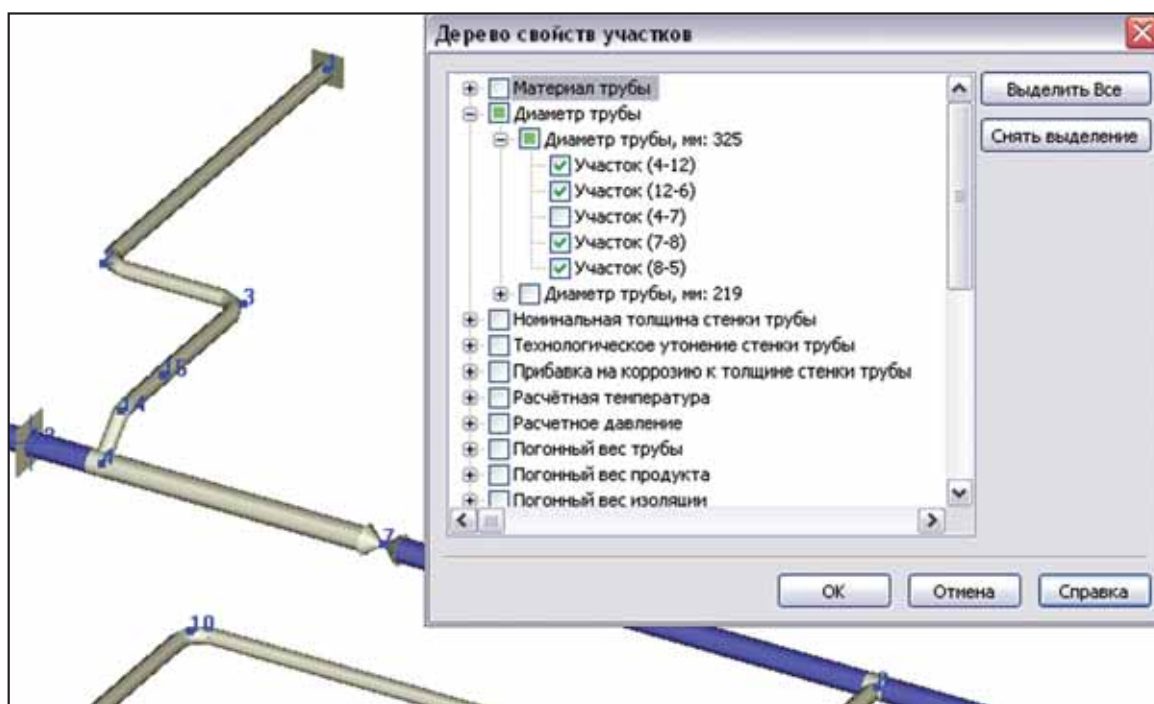 Дерево свойств участков
Материал трубы
Диаметр трубы
Диаметр трубы, мм: 325
Участок (4-12)
Участок (12-6)
Участок (4-7)
Участок (7-8)
Участок (8-5)
Диаметр трубы, мм: 219
Номинальная толщина стенки трубы
Технологическое утонение стенки трубы
Прибавка на коррозию к толщине стенки трубы
Расчётная температура
Расчетное давление
Погонный вес трубы
Погонный вес продукта
Погонный вес изоляции
Выделить Все
Снять выделение
ОК
Отмена
Справка
3
15
14
4
7
10